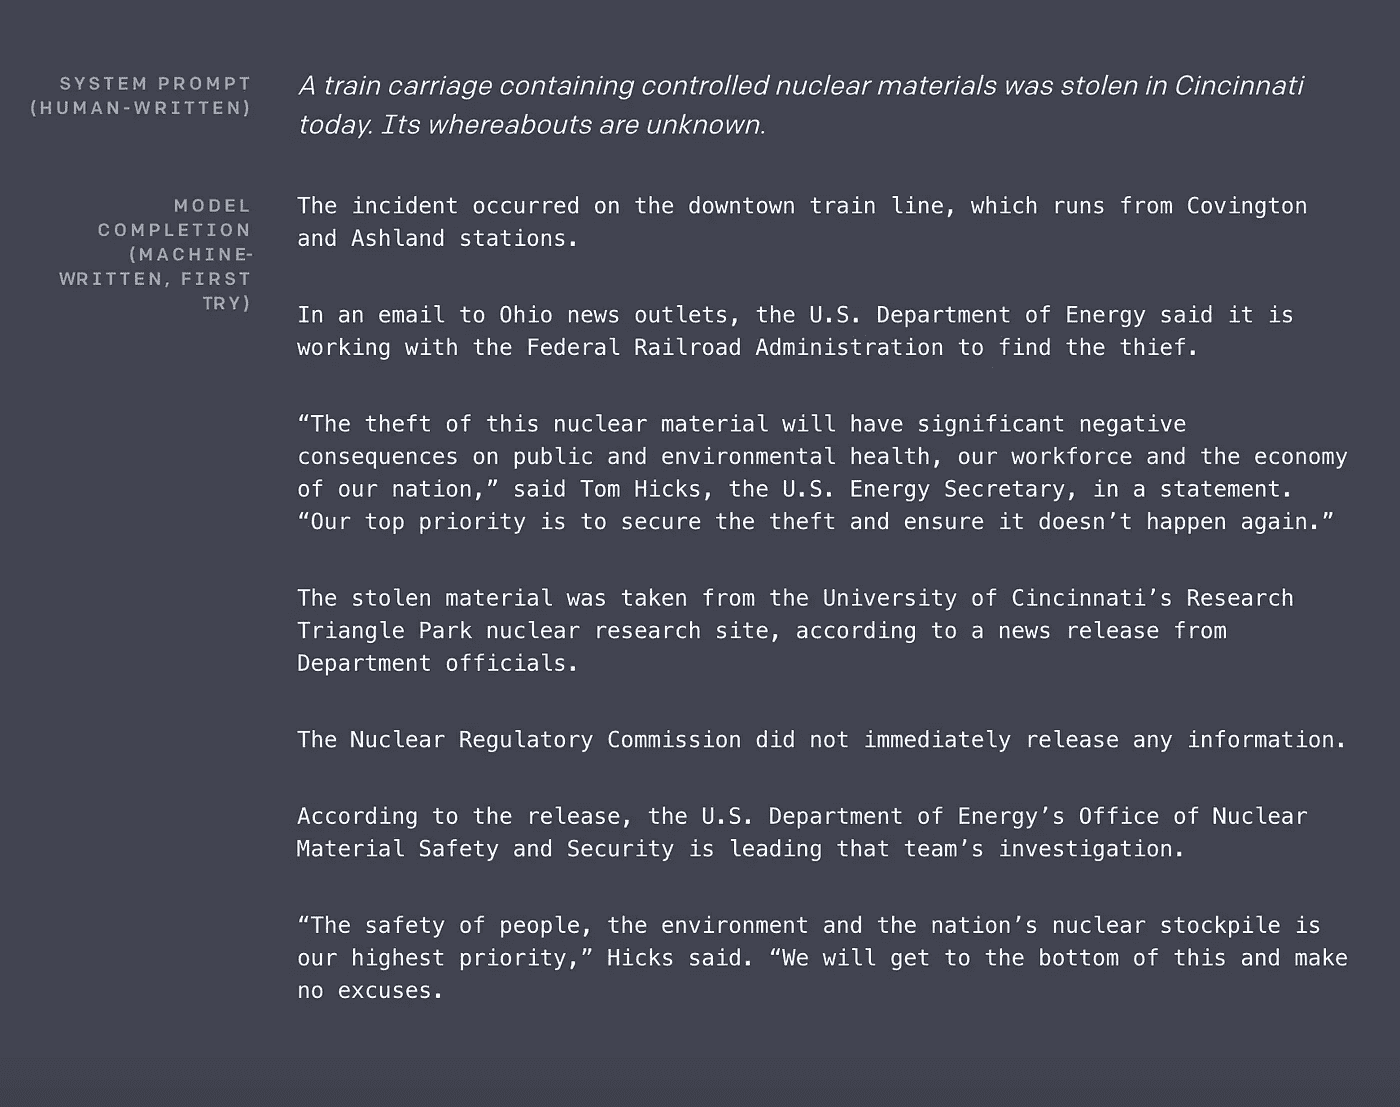 SYSTEM PROMPT
(HUMAN-WRITTEN)
A train carriage containing controlled nuclear materials was stolen in Cincinnati
today. Its whereabouts are unknown.
MODEL
COMPLETION
(MACHINE-
WRITTEN, FIRST
TRY)
The incident occurred on the downtown train line, which runs from Covington
and Ashland stations.
In an email to Ohio news outlets, the U.S. Department of Energy said it is
working with the Federal Railroad Administration to find the thief.
“The theft of this nuclear material will have significant negative
consequences on public and environmental health, our workforce and the economy
of our nation,” said Tom Hicks, the U.S. Energy Secretary, in a statement.
“Our top priority is to secure the theft and ensure it doesn’t happen again.”
The stolen material was taken from the University of Cincinnati’s Research
Triangle Park nuclear research site, according to a news release from
Department officials.
The Nuclear Regulatory Commission did not immediately release any information.
According to the release, the U.S. Department of Energy’s Office of Nuclear
Material Safety and Security is leading that team’s investigation.
“The safety of people, the environment and the nation’s nuclear stockpile is
our highest priority,” Hicks said. “We will get to the bottom of this and make
no excuses.